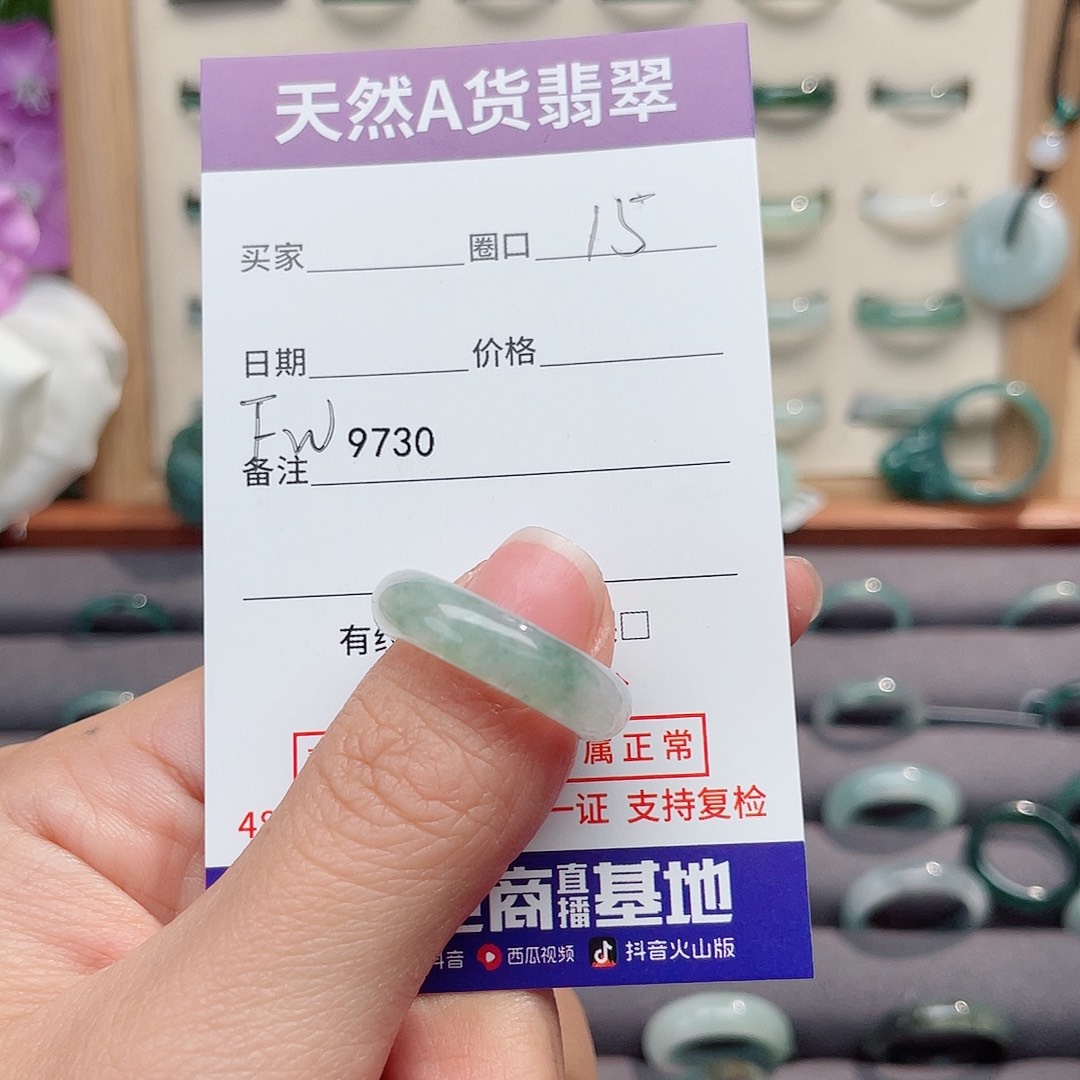 天然A货翡翠
买家 圈口 15
日期 价格
FW 9730
备注
有
属正常
一证 支持复检
商直播基地
抖音 西瓜视频 抖音火山版